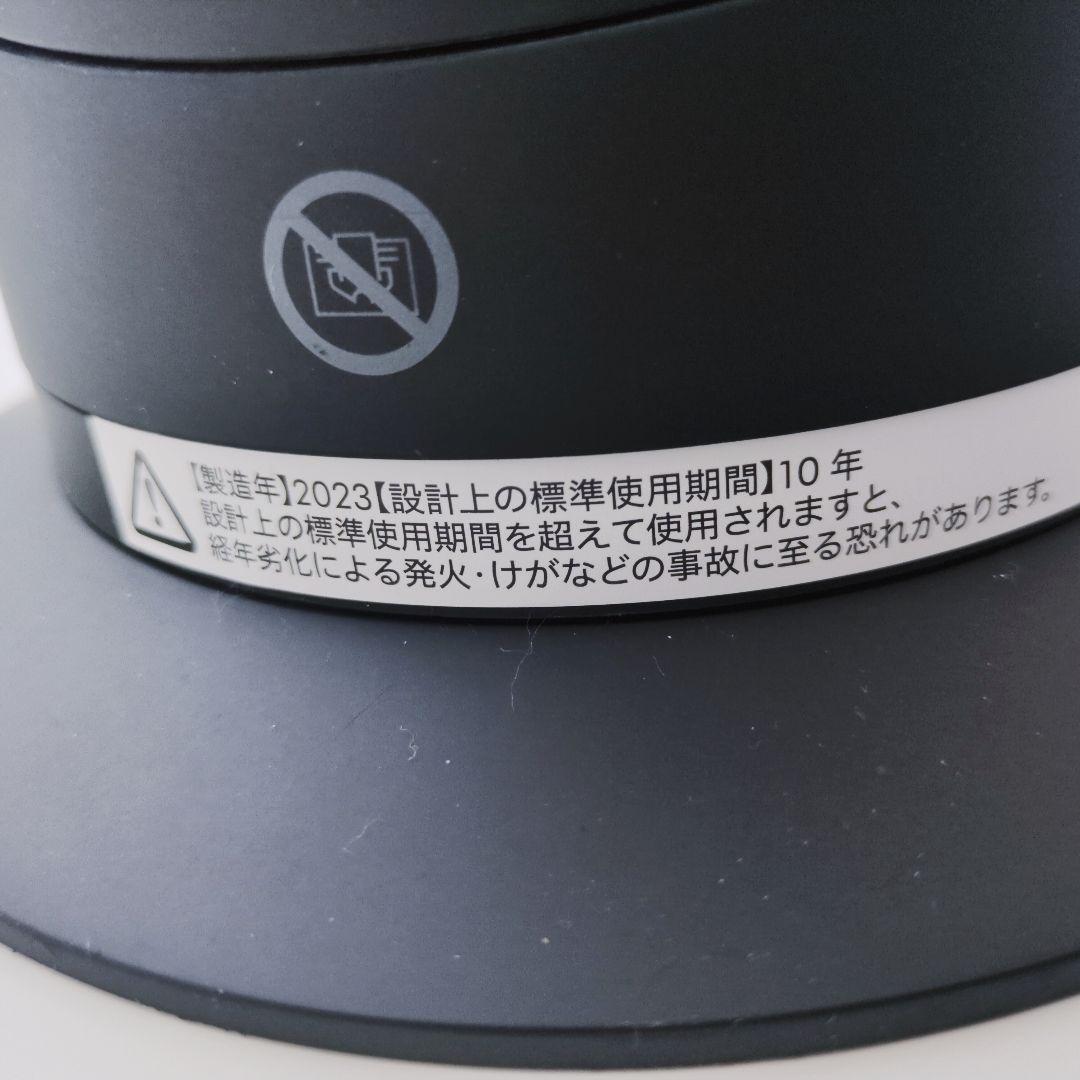 【製造年】2023【設計上の標準使用期間】10 年
設計上の標準使用期間を超えて使用されますと、
経年劣化による発火・けがなどの事故に至る恐れがあります。